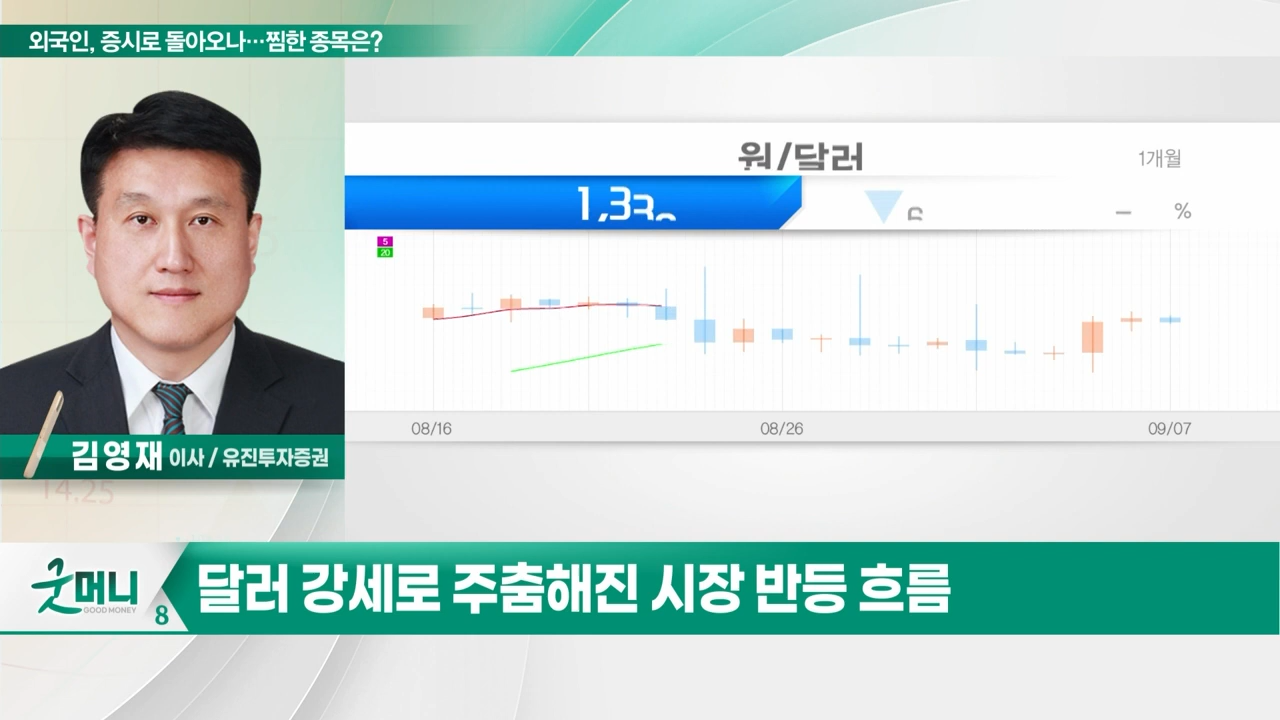 외국인, 증시로 돌아오나…찜한 종목은?
원/달러
1개월
%
5
20
08/16
08/26
09/07
김영재 이사 / 유진투자증권
14.25
굿머니
GOOD MONEY
8
달러 강세로 주춤해진 시장 반등 흐름